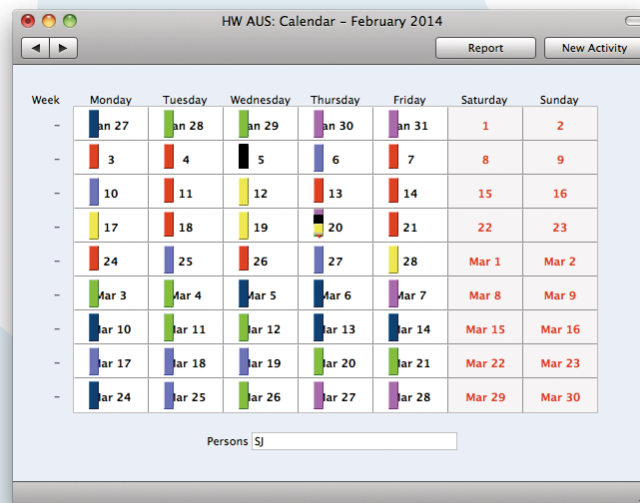 HW AUS: Calendar – February 2014
Report New Activity
Week Monday Tuesday Wednesday Thursday Friday Saturday Sunday
– an 27 an 28 an 29 an 30 an 31 1 2
– 3 4 5 6 7 8 9
– 10 11 12 13 14 15 16
– 17 18 19 20 21 22 23
– 24 25 26 27 28 Mar 1 Mar 2
– Mar 3 Mar 4 Mar 5 Mar 6 Mar 7 Mar 8 Mar 9
– Mar 10 Mar 11 Mar 12 Mar 13 Mar 14 Mar 15 Mar 16
– Mar 17 Mar 18 Mar 19 Mar 20 Mar 21 Mar 22 Mar 23
– Mar 24 Mar 25 Mar 26 Mar 27 Mar 28 Mar 29 Mar 30
Persons SJ